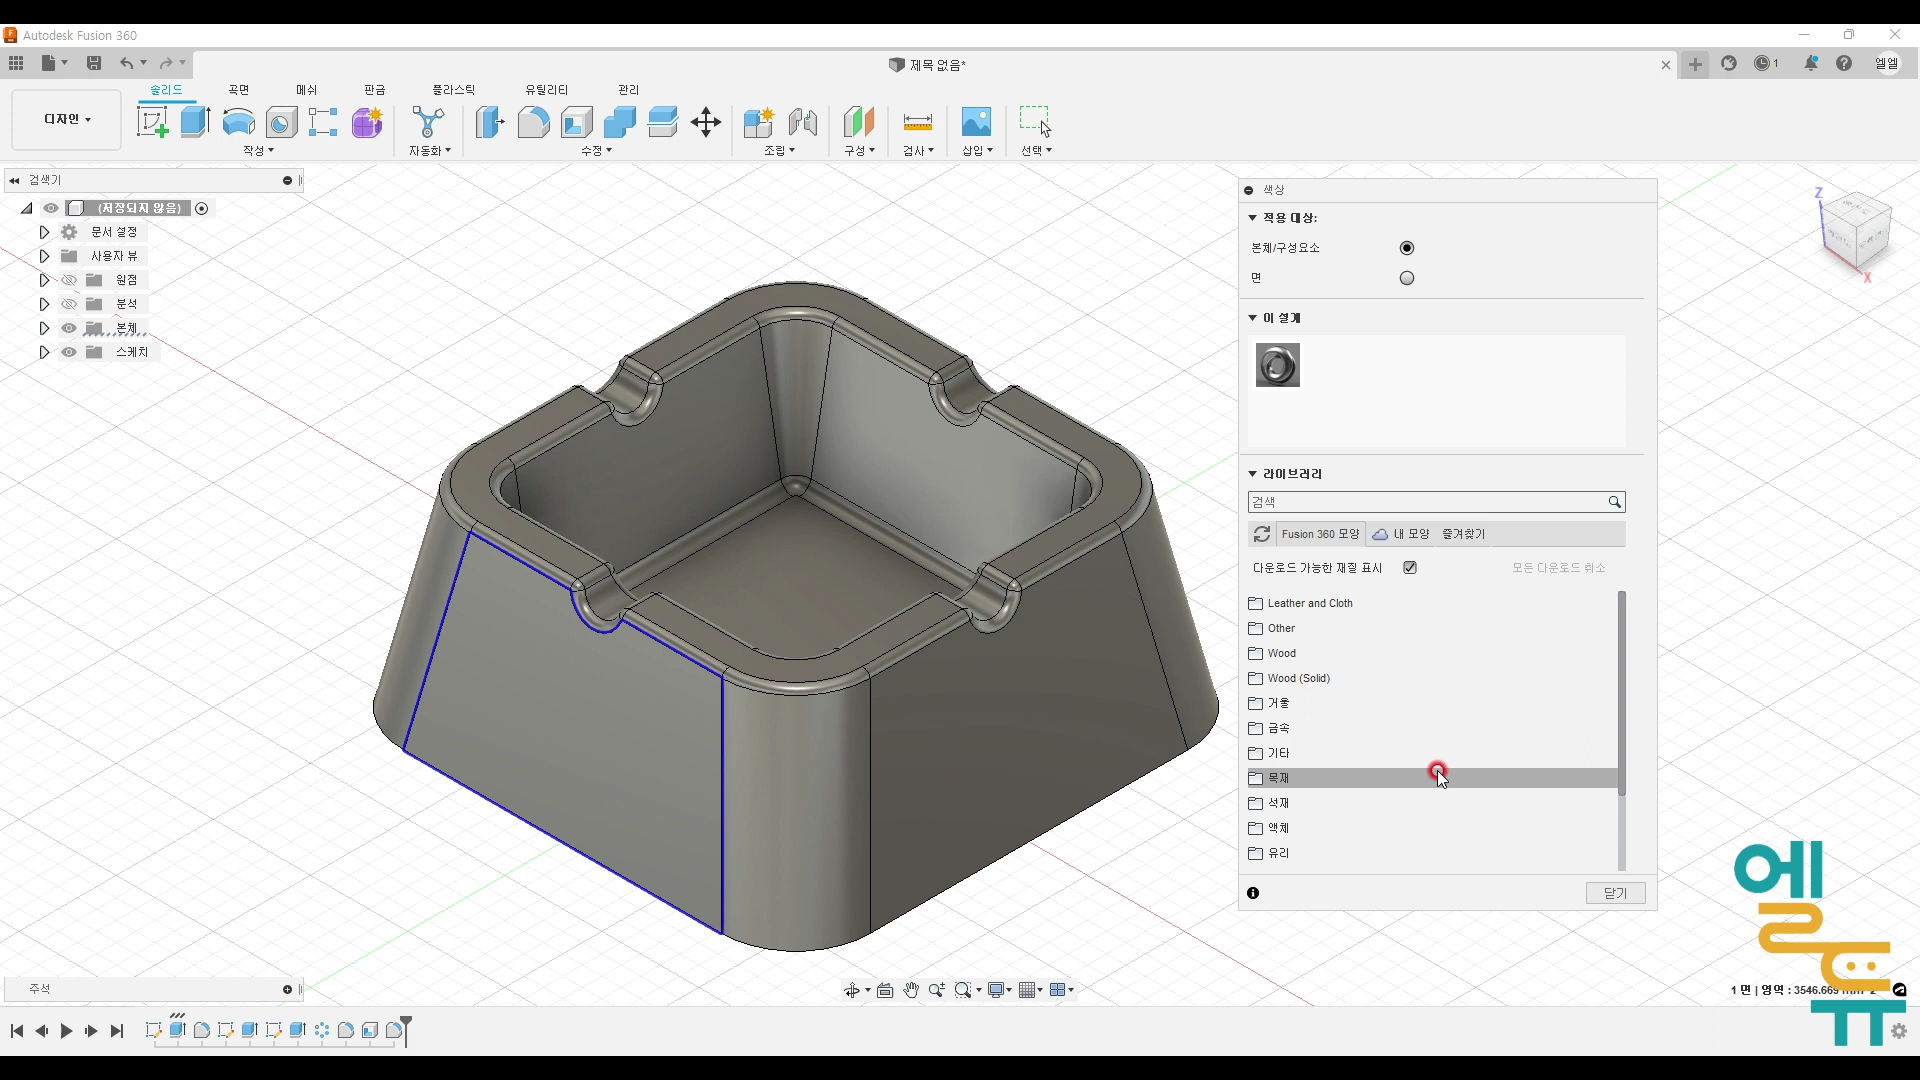 Autodesk Fusion 360
제목 없음*
1
엘엘
솔리드 곡면 메쉬 판금 플라스틱 유틸리티 관리
디자인
작성 자동화 수정 조립 구성 검사 삽입 선택
검색기
(저장되지 않음)
문서 설정
사용자 뷰
원점
분석
본체
스케치
색상
적용 대상:
본체/구성요소
면
이 설계
라이브러리
검색
Fusion 360 모양 내 모양 즐겨찾기
다운로드 가능한 재질 표시 모든 다운로드 취소
Leather and Cloth
Other
Wood
Wood (Solid)
거울
금속
기타
목재
석재
액체
유리
닫기
Z
X
주석
1 면 | 영역 : 3546.669